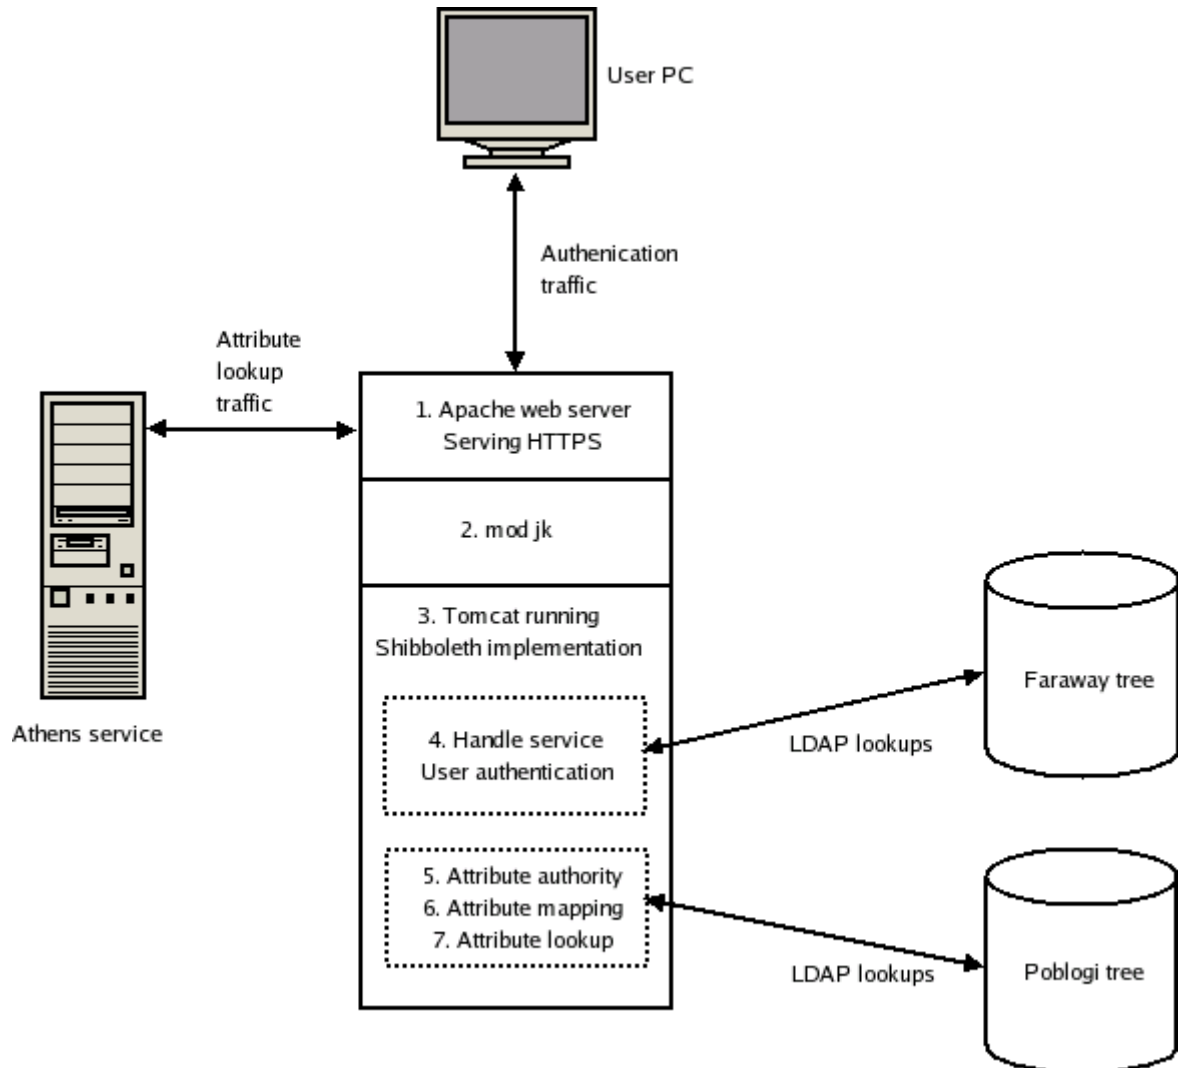 User PC
Authenication
traffic
Attribute
lookup
traffic
1. Apache web server
Serving HTTPS
2. mod jk
3. Tomcat running
Shibboleth implementation
Faraway tree
Athens service
4. Handle service
User authentication
LDAP lookups
5. Attribute authority
6. Attribute mapping
7. Attribute lookup
LDAP lookups
Poblogi tree